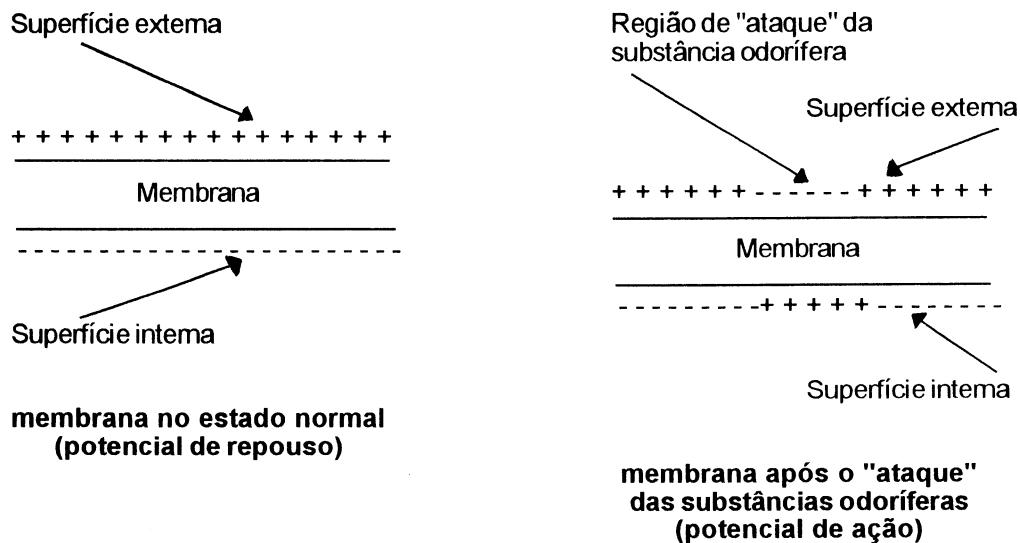 Superfície externa
+ + + + + + + + + + + + + + +
Membrana
- - - - - - - - - - - - - - - - - - - - - - -
Superfície interna
membrana no estado normal
(potencial de repouso)
Região de "ataque" da
substância odorífera
Superfície externa
+ + + + + + - - - - - - + + + + + +
Membrana
- - - - - - - - - - + + + + + - - - - - - - - -
Superfície interna
membrana após o "ataque"
das substâncias odoríferas
(potencial de ação)